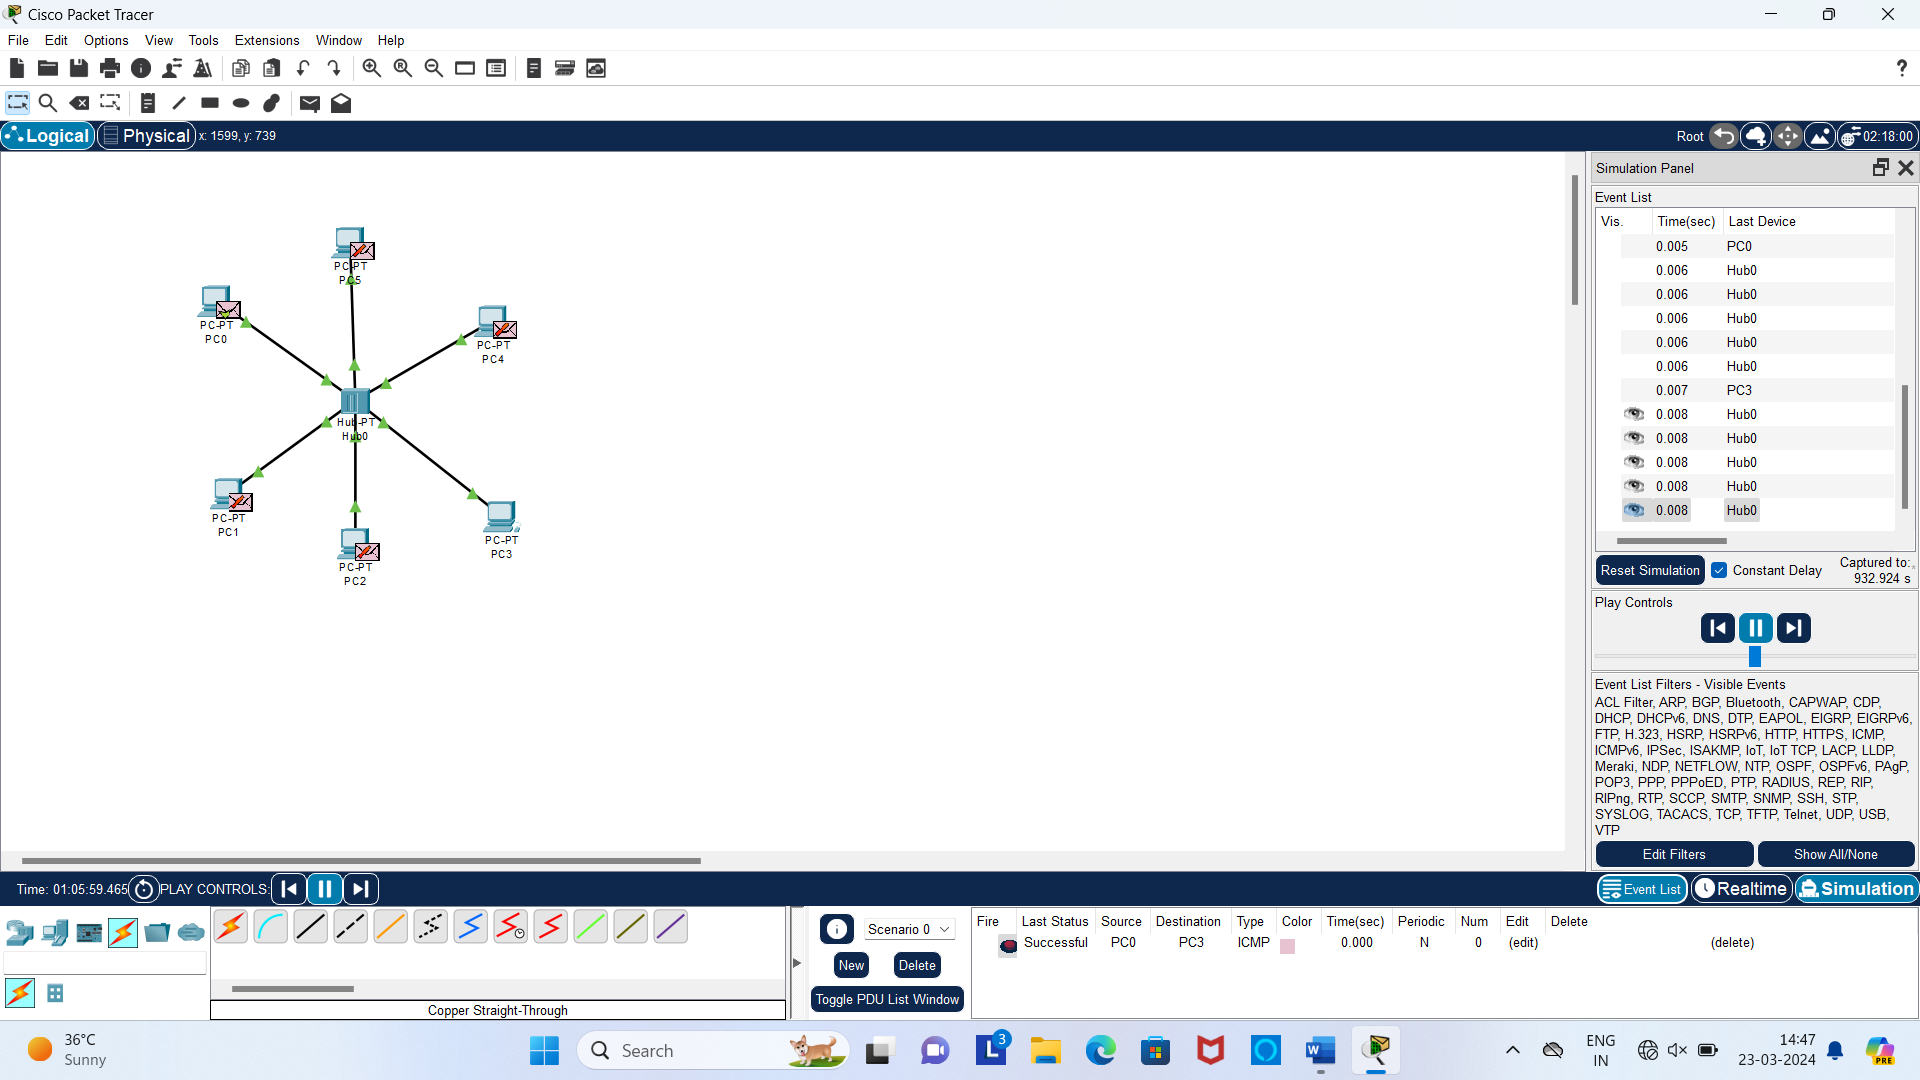 Cisco Packet Tracer
File Edit Options View Tools Extensions Window Help
Logical Physical x: 1599, y: 739
Root 02:18:00
PC-PT
PC5
PC-PT
PC0
PC-PT
PC4
Hub-PT
Hub0
PC-PT
PC1
PC-PT
PC3
PC-PT
PC2
Simulation Panel
Event List
Vis. Time(sec) Last Device
0.005 PC0
0.006 Hub0
0.006 Hub0
0.006 Hub0
0.006 Hub0
0.006 Hub0
0.007 PC3
0.008 Hub0
0.008 Hub0
0.008 Hub0
0.008 Hub0
0.008 Hub0
Reset Simulation Constant Delay Captured to:
932.924 s
Play Controls
Event List Filters - Visible Events
ACL Filter, ARP, BGP, Bluetooth, CAPWAP, CDP,
DHCP, DHCPv6, DNS, DTP, EAPOL, EIGRP, EIGRPv6,
FTP, H.323, HSRP, HSRPv6, HTTP, HTTPS, ICMP,
ICMPv6, IPSec, ISAKMP, IoT, IoT TCP, LACP, LLDP,
Meraki, NDP, NETFLOW, NTP, OSPF, OSPFv6, PAgP,
POP3, PPP, PPPoED, PTP, RADIUS, REP, RIP,
RIPng, RTP, SCCP, SMTP, SNMP, SSH, STP,
SYSLOG, TACACS, TCP, TFTP, Telnet, UDP, USB,
VTP
Edit Filters Show All/None
Time: 01:05:59.465 PLAY CONTROLS:
Event List Realtime Simulation
Scenario 0
New Delete
Toggle PDU List Window
Fire Last Status Source Destination Type Color Time(sec) Periodic Num Edit Delete
Successful PC0 PC3 ICMP 0.000 N 0 (edit) (delete)
Copper Straight-Through
36°C
Sunny
Search
3
ENG
IN
14:47
23-03-2024
PRE